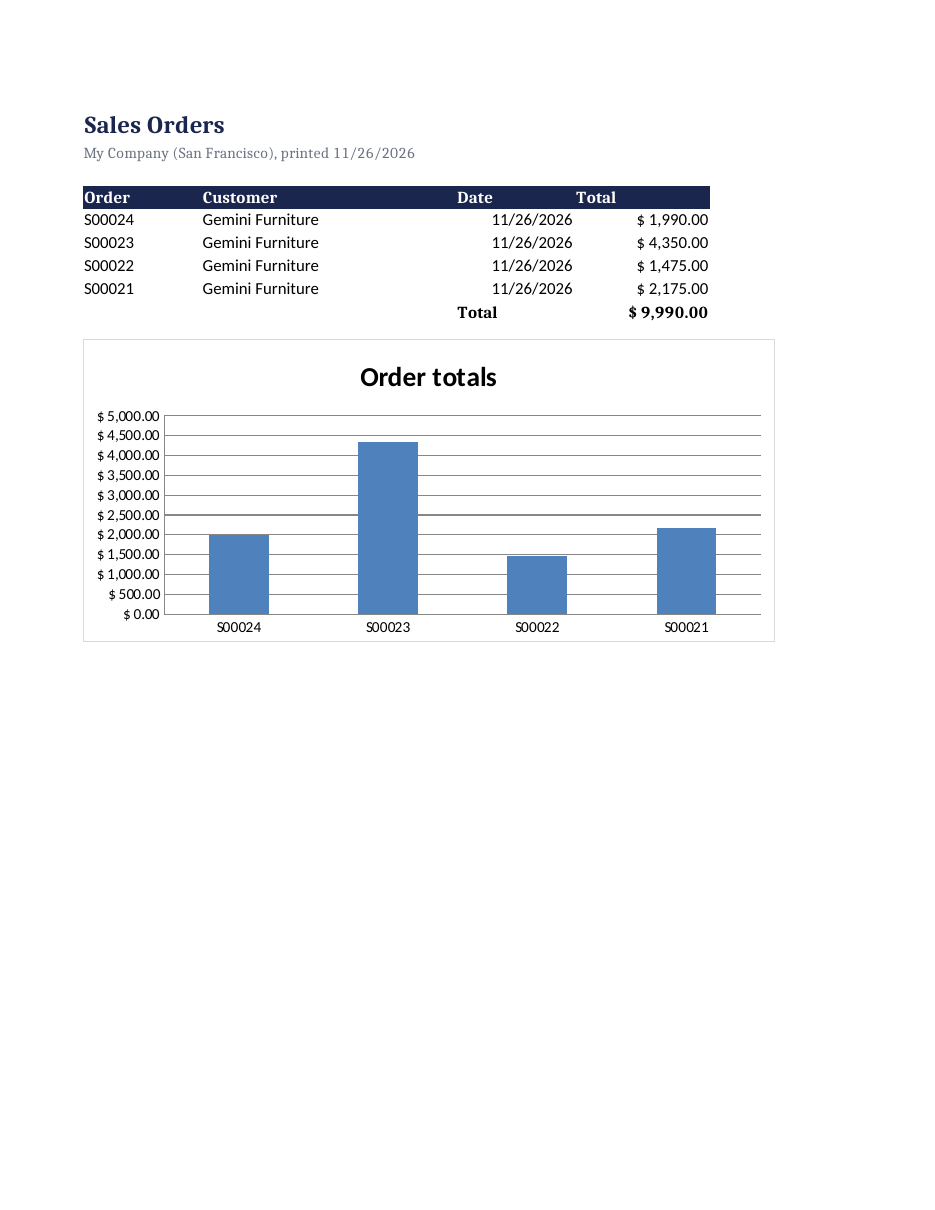 Sales Orders
My Company (San Francisco), printed 11/26/2026
Order Customer Date Total
S00024 Gemini Furniture 11/26/2026 $ 1,990.00
S00023 Gemini Furniture 11/26/2026 $ 4,350.00
S00022 Gemini Furniture 11/26/2026 $ 1,475.00
S00021 Gemini Furniture 11/26/2026 $ 2,175.00
Total $ 9,990.00
Order totals
$ 5,000.00
$ 4,500.00
$ 4,000.00
$ 3,500.00
$ 3,000.00
$ 2,500.00
$ 2,000.00
$ 1,500.00
$ 1,000.00
$ 500.00
$ 0.00
S00024 S00023 S00022 S00021